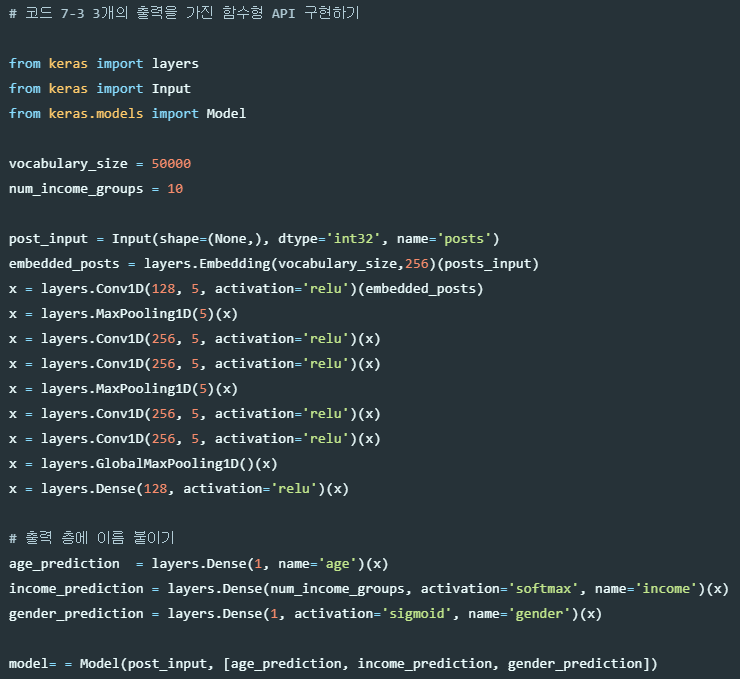 # 코드 7-3 3개의 출력을 가진 함수형 API 구현하기
from keras import layers
from keras import Input
from keras.models import Model
vocabulary_size = 50000
num_income_groups = 10
post_input = Input(shape=(None,), dtype='int32', name='posts')
embedded_posts = layers.Embedding(vocabulary_size,256)(posts_input)
x = layers.Conv1D(128, 5, activation='relu')(embedded_posts)
x = layers.MaxPooling1D(5)(x)
x = layers.Conv1D(256, 5, activation='relu')(x)
x = layers.Conv1D(256, 5, activation='relu')(x)
x = layers.MaxPooling1D(5)(x)
x = layers.Conv1D(256, 5, activation='relu')(x)
x = layers.Conv1D(256, 5, activation='relu')(x)
x = layers.GlobalMaxPooling1D()(x)
x = layers.Dense(128, activation='relu')(x)
# 출력 층에 이름 붙이기
age_prediction  = layers.Dense(1, name='age')(x)
income_prediction = layers.Dense(num_income_groups, activation='softmax', name='income')(x)
gender_prediction = layers.Dense(1, activation='sigmoid', name='gender')(x)
model= = Model(post_input, [age_prediction, income_prediction, gender_prediction])